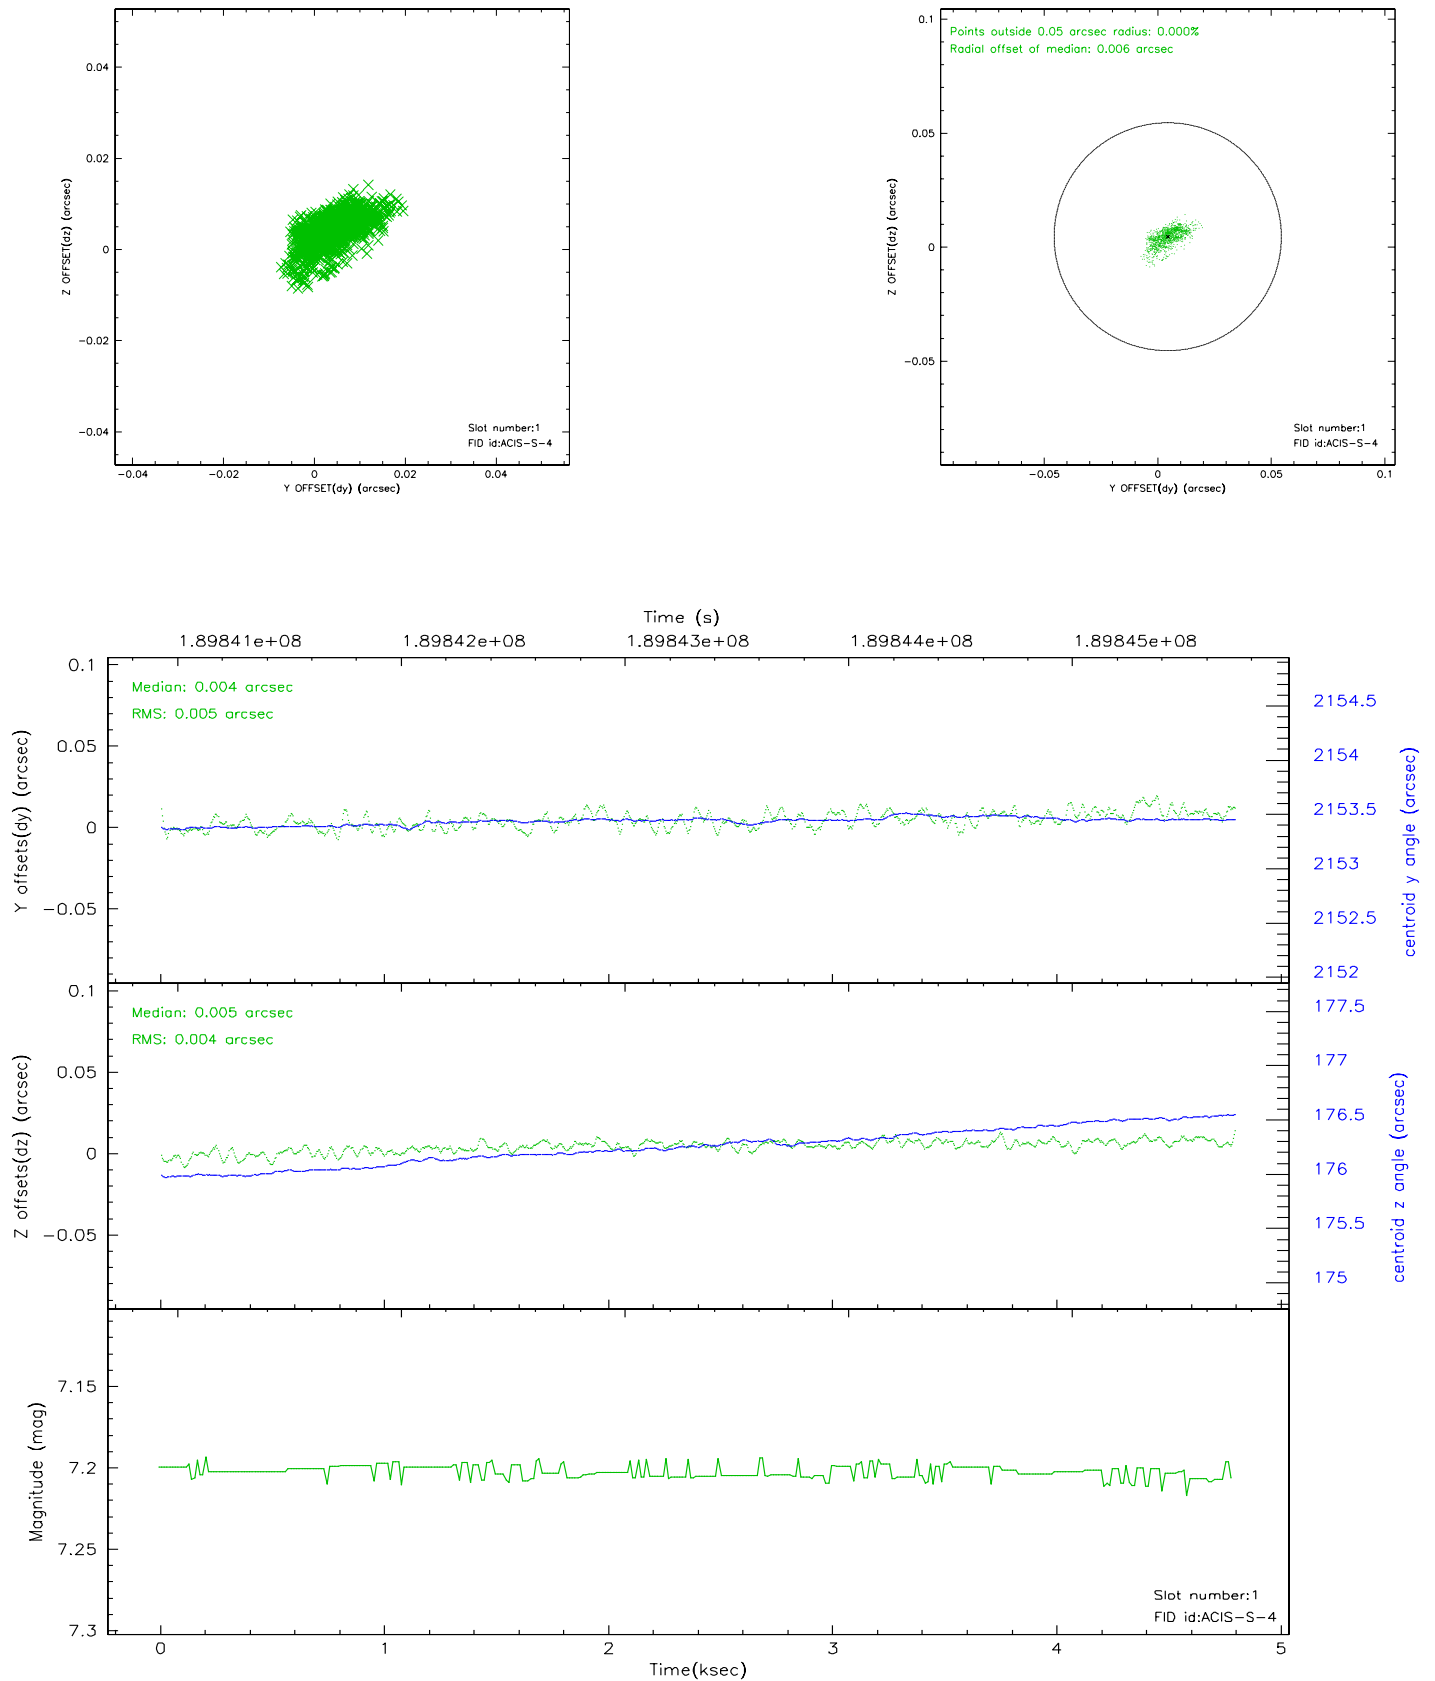 0.04
0.02
0
−0.02
−0.04
Z OFFSET(dz) (arcsec)
Slot number:1
FID id:ACIS−S−4
−0.04
−0.02
0
0.02
0.04
Y OFFSET(dy) (arcsec)
0.1
0.05
0
−0.05
Z OFFSET(dz) (arcsec)
Points outside 0.05 arcsec radius: 0.000%
Radial offset of median: 0.006 arcsec
Slot number:1
FID id:ACIS−S−4
−0.05
0
0.05
0.1
Y OFFSET(dy) (arcsec)
Time (s)
1.89841e+08
1.89842e+08
1.89843e+08
1.89844e+08
1.89845e+08
0.1
0.05
0
−0.05
Y offsets(dy) (arcsec)
Median: 0.004 arcsec
RMS: 0.005 arcsec
2154.5
2154
2153.5
2153
2152.5
2152
centroid y angle (arcsec)
0.1
0.05
0
−0.05
Z offsets(dz) (arcsec)
Median: 0.005 arcsec
RMS: 0.004 arcsec
177.5
177
176.5
176
175.5
175
centroid z angle (arcsec)
7.15
7.2
7.25
7.3
Magnitude (mag)
Slot number:1
FID id:ACIS−S−4
0
1
2
3
4
5
Time(ksec)